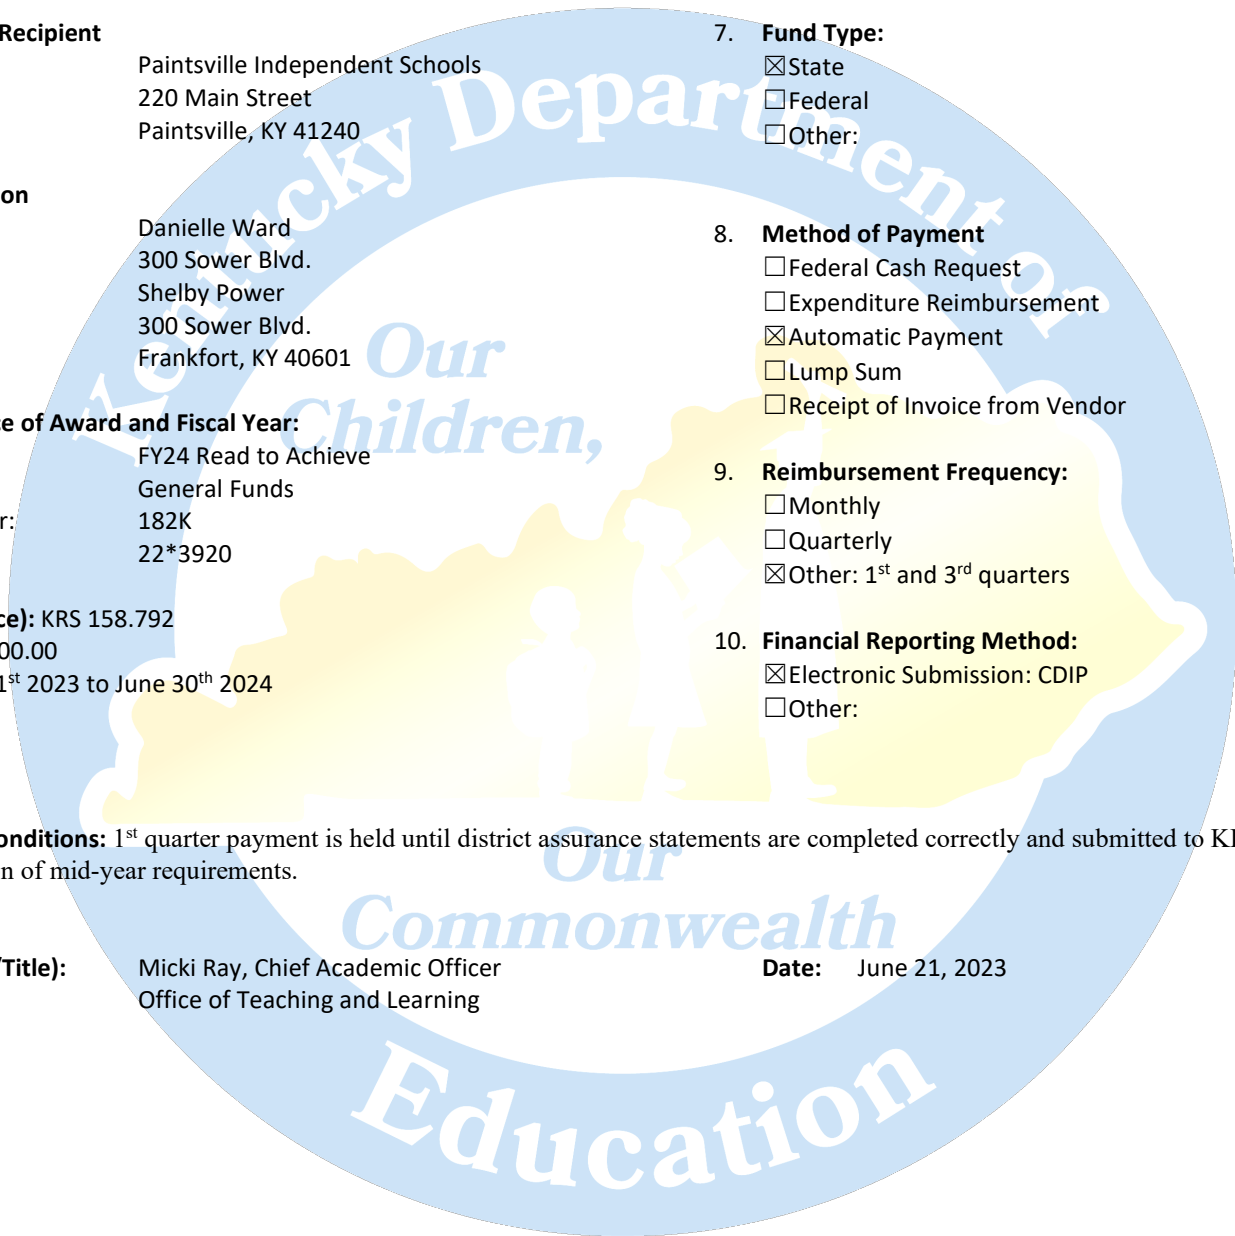 Recipient
Paintsville Independent Schools
220 Main Street
Paintsville, KY 41240
on
Danielle Ward
300 Sower Blvd.
Shelby Power
300 Sower Blvd.
Frankfort, KY 40601
ce of Award and Fiscal Year:
FY24 Read to Achieve
General Funds
r: 182K
22*3920
ce): KRS 158.792
00.00
1st 2023 to June 30th 2024
7. Fund Type:
☒State
☐Federal
☐Other:
8. Method of Payment
☐Federal Cash Request
☐Expenditure Reimbursement
☒Automatic Payment
☐Lump Sum
☐Receipt of Invoice from Vendor
9. Reimbursement Frequency:
☐Monthly
☐Quarterly
☒Other: 1st and 3rd quarters
10. Financial Reporting Method:
☒Electronic Submission: CDIP
☐Other:
onditions: 1st quarter payment is held until district assurance statements are completed correctly and submitted to K
n of mid-year requirements.
/Title): Micki Ray, Chief Academic Officer
Office of Teaching and Learning
Date: June 21, 2023
Kentucky Department of
Education
Our
Children,
Our
Commonwealth